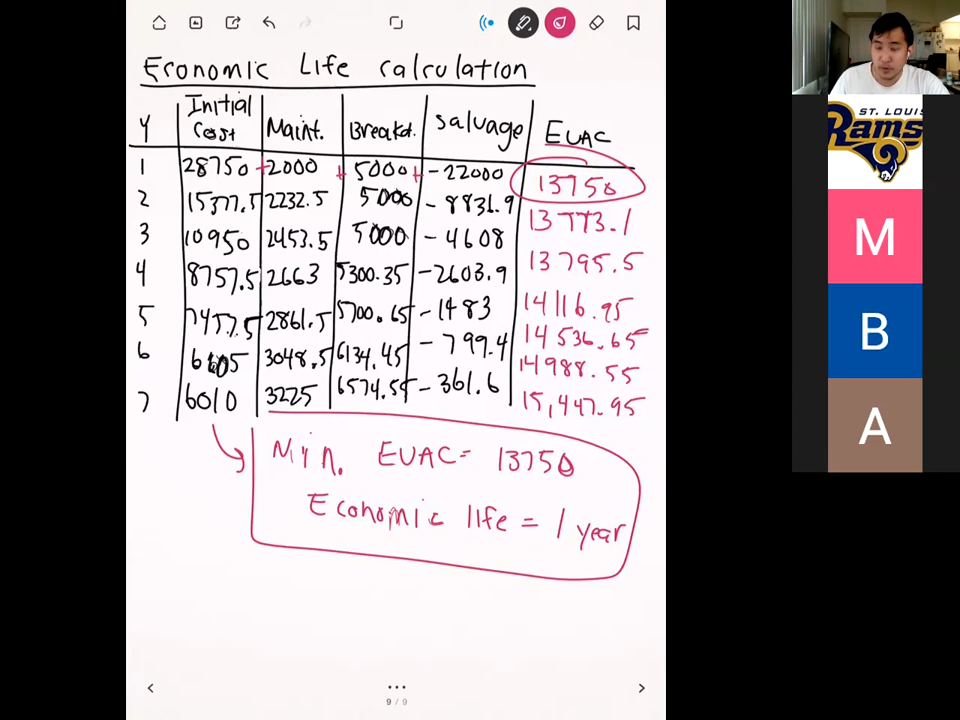 Economic Life calculation
Y Initial Cost Maint. Breakd. Salvage EUAC
1 28750 + 2000 + 5000 + -22000 13750
2 15377.5 2232.5 5000 -8831.9 13773.1
3 10950 2453.5 5000 -4608 13795.5
4 8757.5 2663 5300.35 -2603.9 14116.95
5 7457.5 2861.5 5700.65 -1483 14536.65
6 6605 3048.5 6134.45 -799.4 14988.55
7 6010 3225 6574.55 -361.6 15,447.95
Min. EUAC = 13750
Economic life = 1 year
9 / 9
ST. LOUIS
Rams
M
B
A